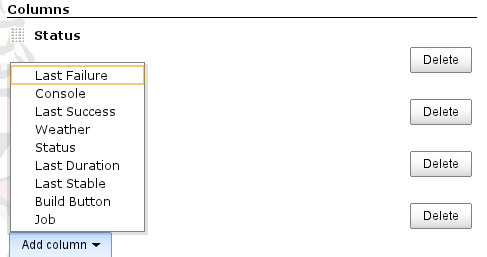 Columns
Status
Delete
Last Failure
Console
Last Success
Delete
Weather
Status
Last Duration
Delete
Last Stable
Build Button
Job
Delete
Add column